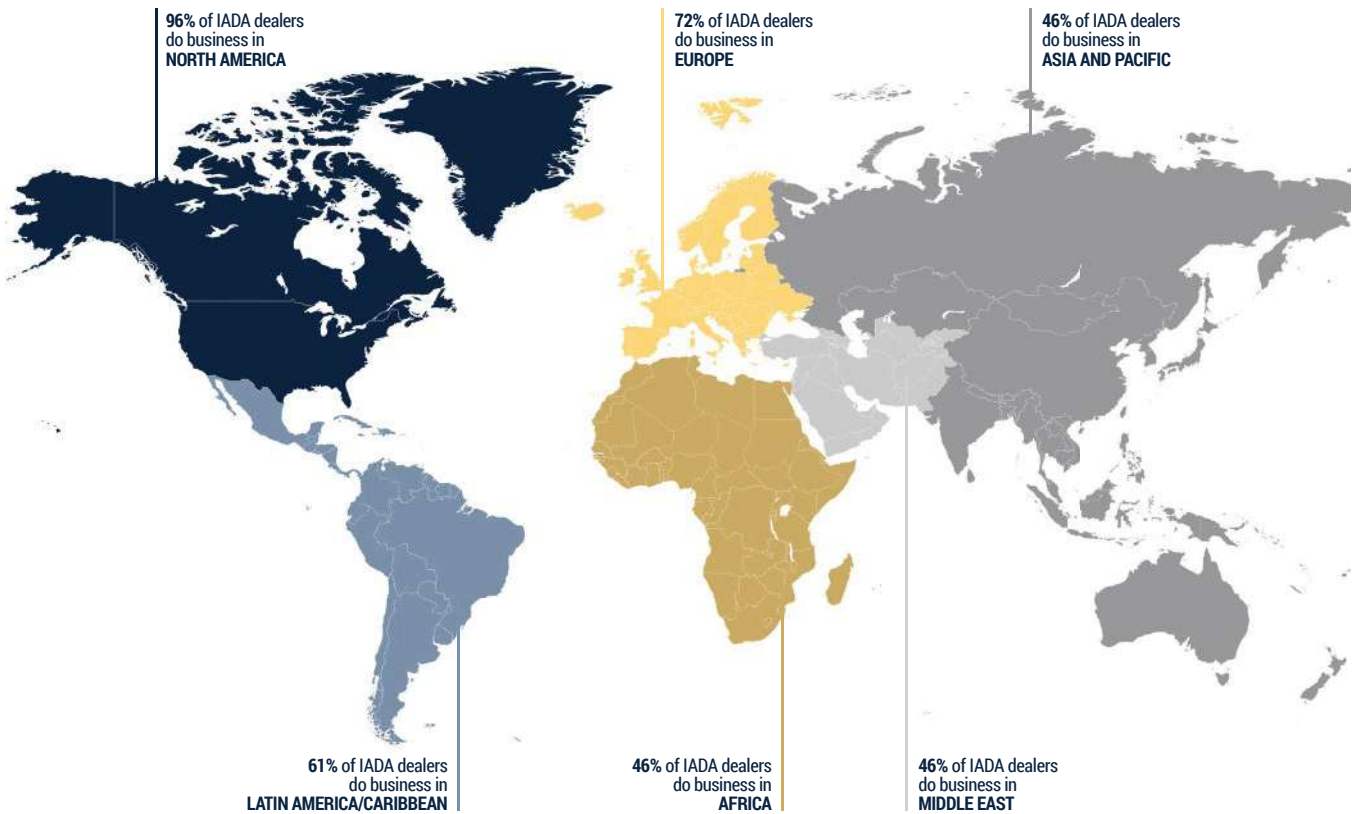 96% of IADA dealers
do business in
NORTH AMERICA
72% of IADA dealers
do business in
EUROPE
46% of IADA dealers
do business in
ASIA AND PACIFIC
61% of IADA dealers
do business in
LATIN AMERICA/CARIBBEAN
46% of IADA dealers
do business in
AFRICA
46% of IADA dealers
do business in
MIDDLE EAST